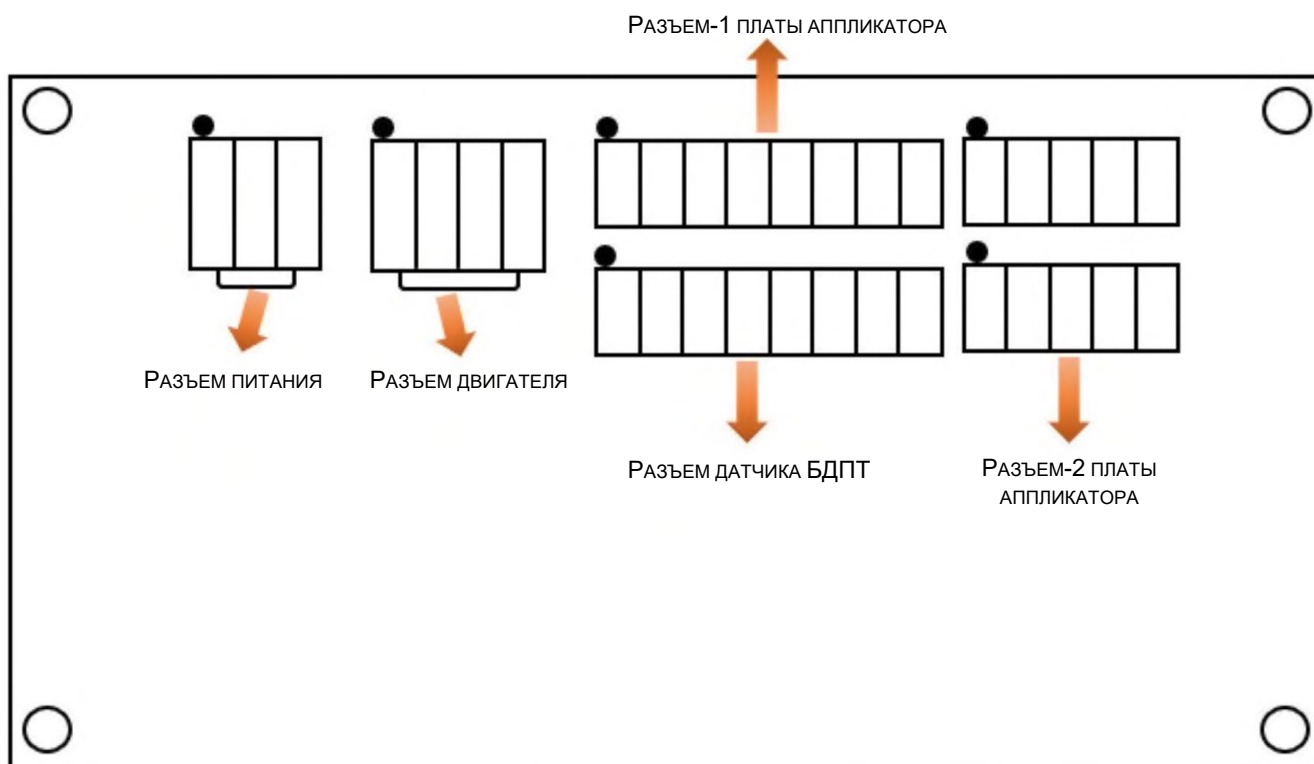 РАЗЪЕМ-1 ПЛАТЫ АППЛИКАТОРА
РАЗЪЕМ ПИТАНИЯ
РАЗЪЕМ ДВИГАТЕЛЯ
РАЗЪЕМ ДАТЧИКА БДПТ
РАЗЪЕМ-2 ПЛАТЫ
АППЛИКАТОРА